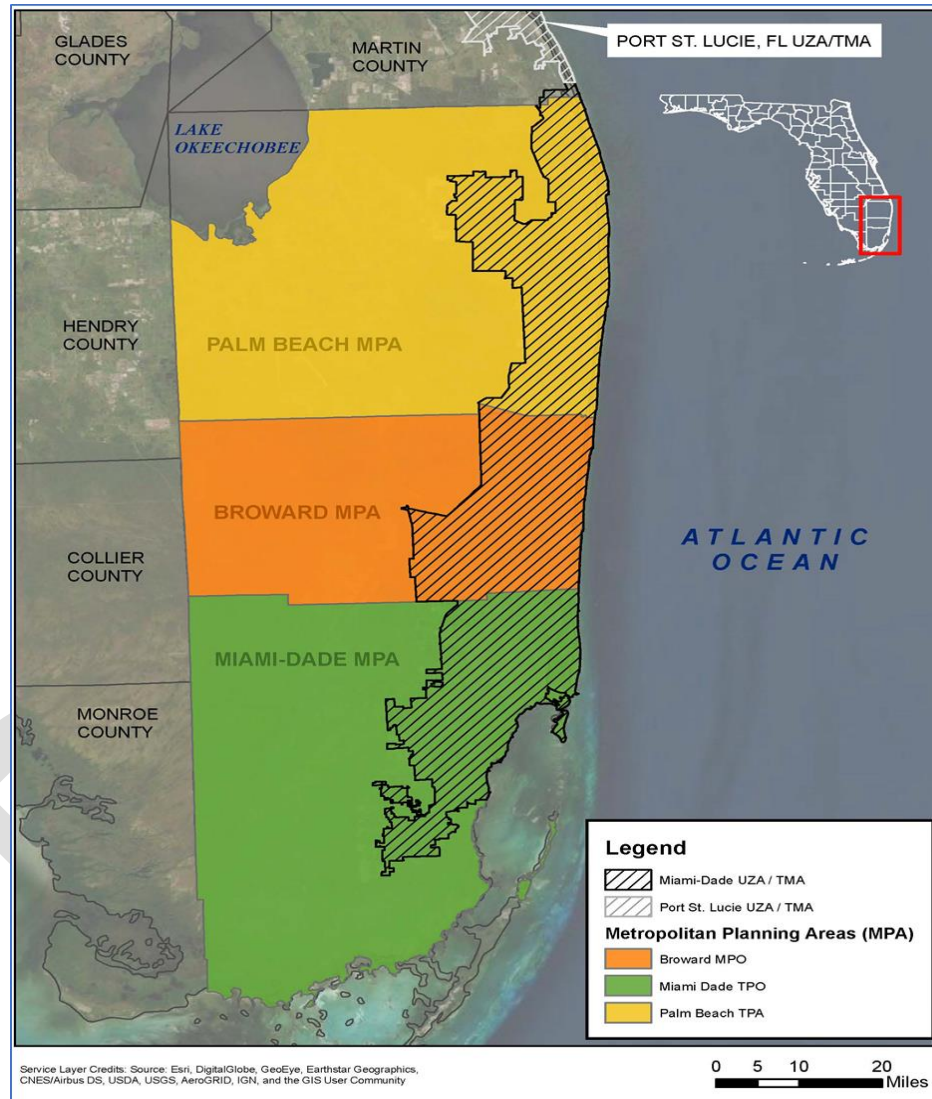 GLADES
COUNTY
MARTIN
COUNTY
PORT ST. LUCIE, FL UZA/TMA
LAKE
OKEECHOBEE
HENDRY
COUNTY
PALM BEACH MPA
BROWARD MPA
COLLIER
COUNTY
ATLANTIC
OCEAN
MIAMI-DADE MPA
MONROE
COUNTY
Legend
Miami-Dade UZA / TMA
Port St. Lucie UZA / TMA
Metropolitan Planning Areas (MPA)
Broward MPO
Miami Dade TPO
Palm Beach TPA
Service Layer Credits: Source: Esri, DigitalGlobe, GeoEye, Earthstar Geographics,
CNES/Airbus DS, USDA, USGS, AeroGRID, IGN, and the GIS User Community
0 5 10 20
Miles